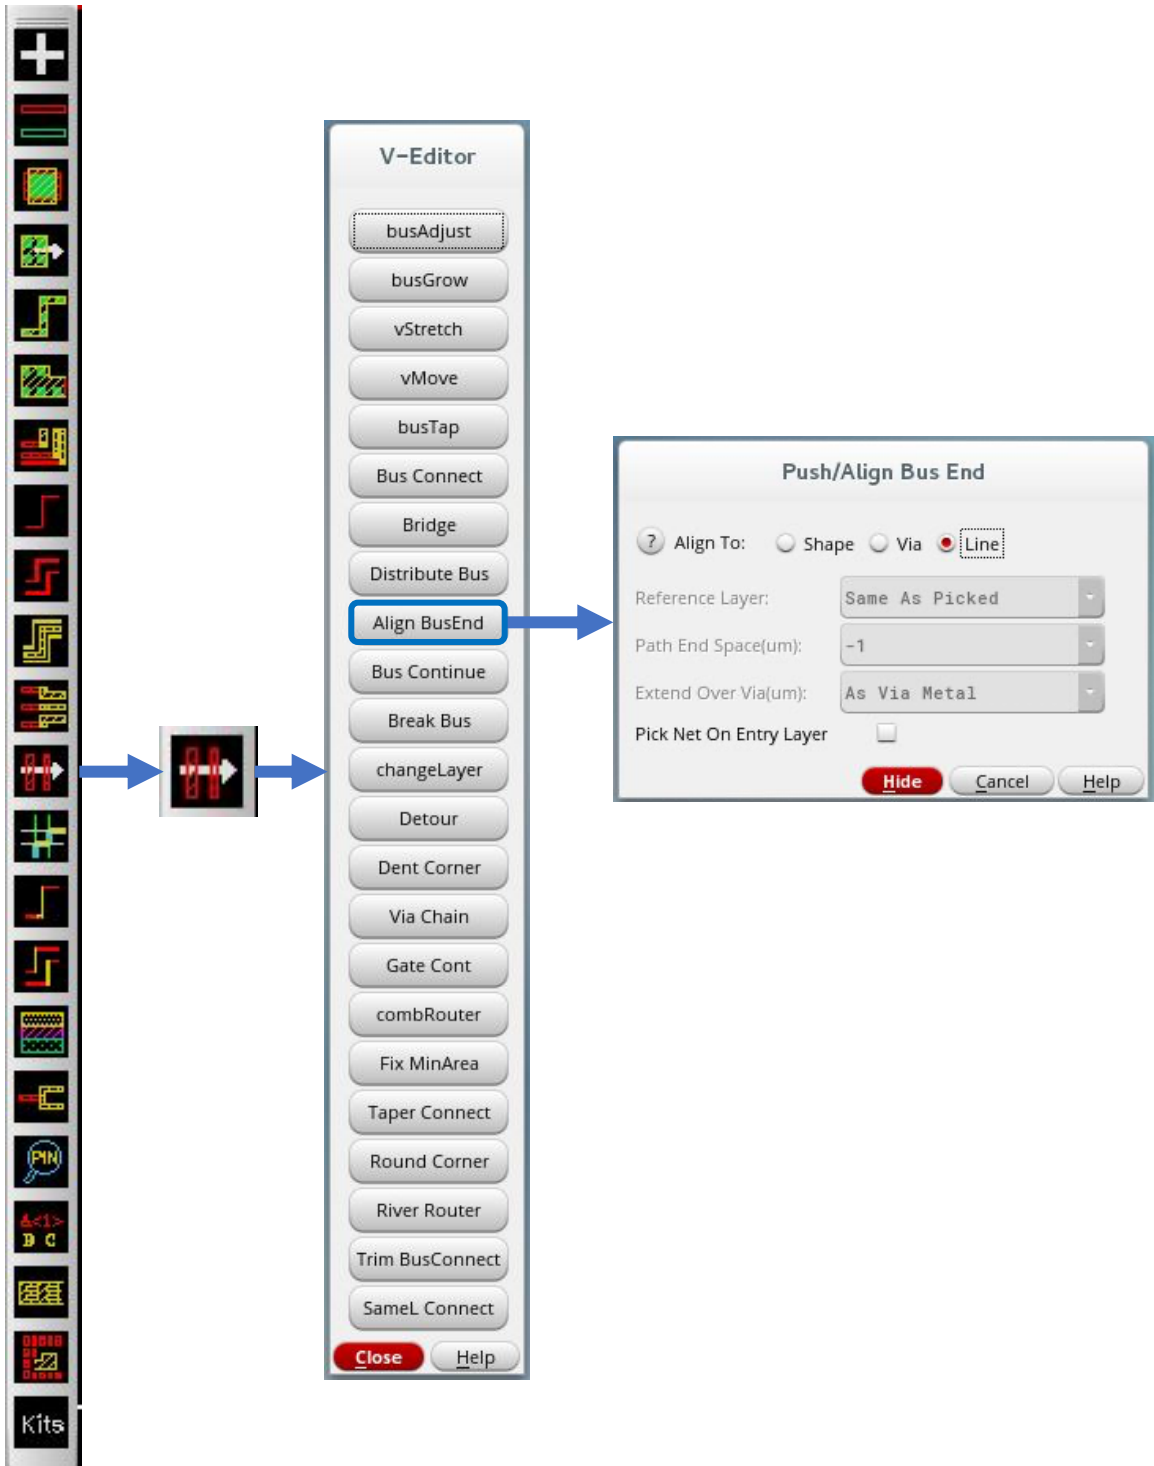 V-Editor
busAdjust
busGrow
vStretch
vMove
busTap
Bus Connect
Bridge
Distribute Bus
Align BusEnd
Bus Continue
Break Bus
changeLayer
Detour
Dent Corner
Via Chain
Gate Cont
combRouter
Fix MinArea
Taper Connect
Round Corner
River Router
Trim BusConnect
SameL Connect
Close Help
Push/Align Bus End
? Align To: Shape Via Line
Reference Layer: Same As Picked
Path End Space(um): -1
Extend Over Via(um): As Via Metal
Pick Net On Entry Layer
Hide Cancel Help
PIN
A<1>
B C
Kits